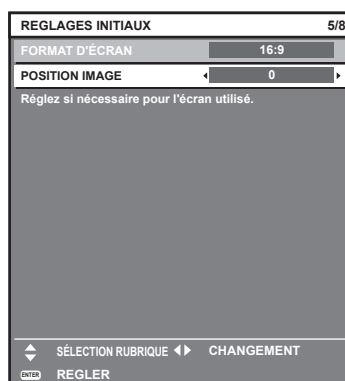 REGLAGES INITIAUX 5/8
FORMAT D'ÉCRAN 16:9
POSITION IMAGE 0
Réglez si nécessaire pour l'écran utilisé.
SÉLECTION RUBRIQUE CHANGEMENT
ENTER REGLER